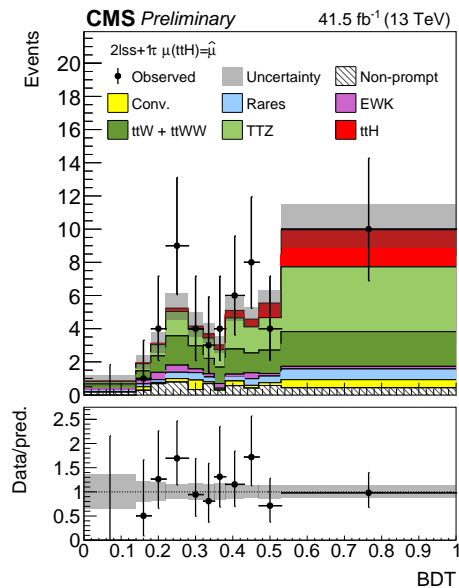 CMS Preliminary 41.5 fb-1 (13 TeV)
2lss+1τ μ(ttH)=μ̂
Observed Uncertainty Non-prompt
Conv. Rares EWK
ttW + ttWW TTZ ttH
Events
20
18
16
14
12
10
8
6
4
2
0
Data/pred.
2.5
2
1.5
1
0.5
0
0 0.1 0.2 0.3 0.4 0.5 0.6 0.7 0.8 0.9 1
BDT